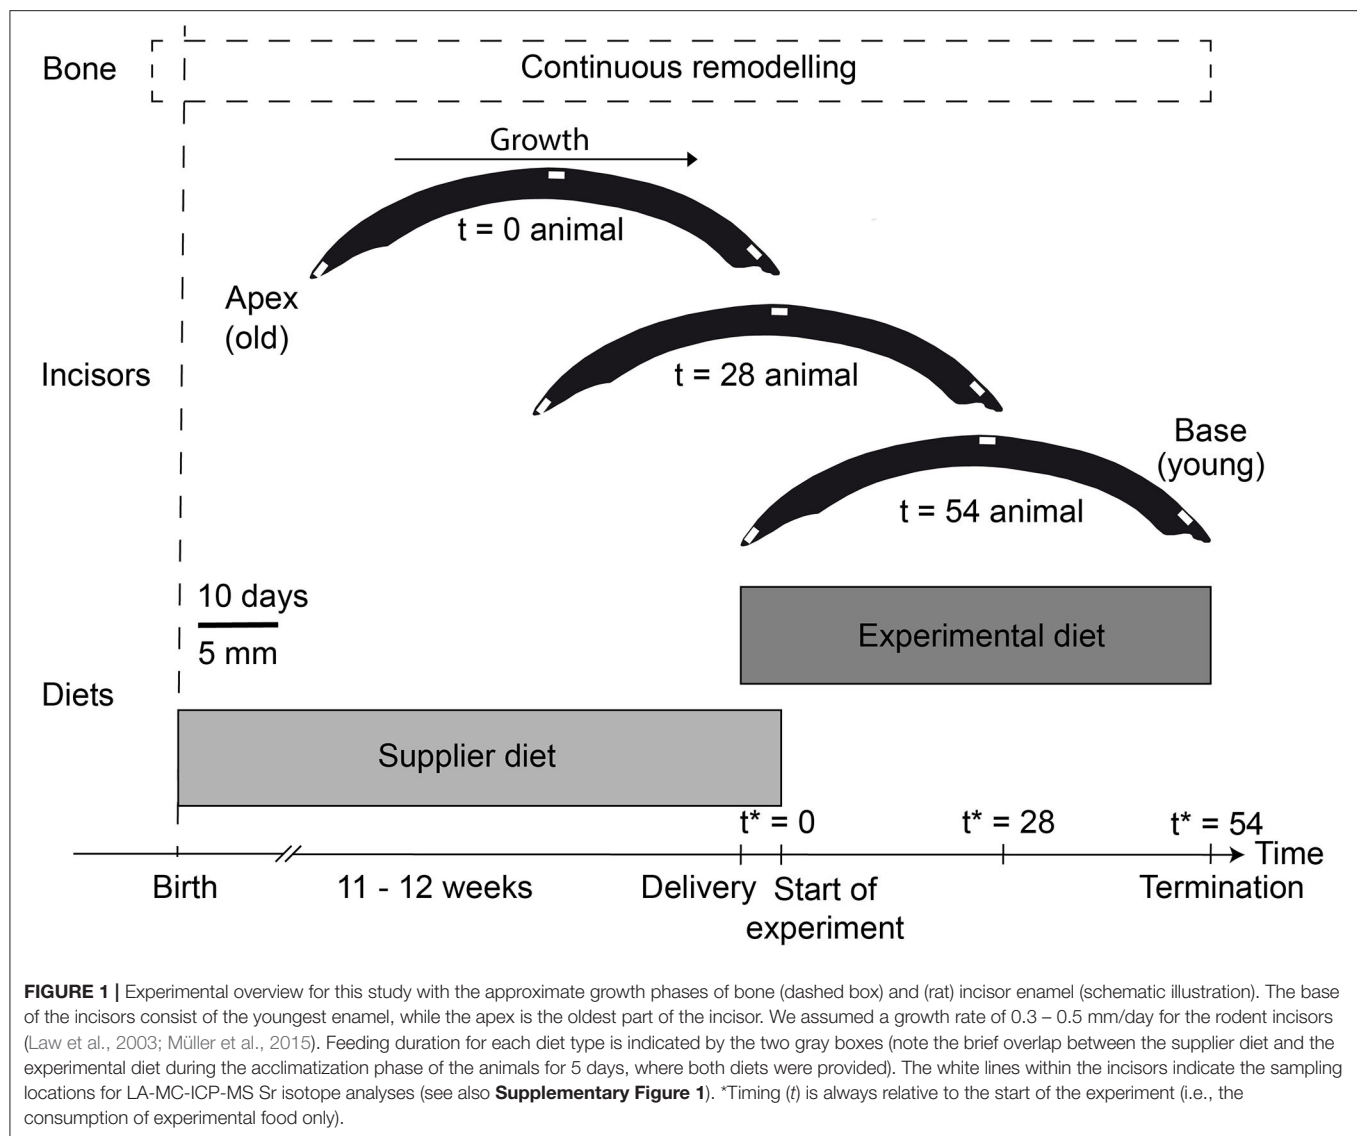 Bone
Continuous remodelling
Growth
t = 0 animal
Apex
(old)
Incisors
t = 28 animal
Base
(young)
t = 54 animal
10 days
5 mm
Experimental diet
Diets
Supplier diet
t* = 0
t* = 28
t* = 54
Time
Birth
11 - 12 weeks
Delivery
Start of
experiment
Termination
FIGURE 1 | Experimental overview for this study with the approximate growth phases of bone (dashed box) and (rat) incisor enamel (schematic illustration). The base
of the incisors consist of the youngest enamel, while the apex is the oldest part of the incisor. We assumed a growth rate of 0.3 – 0.5 mm/day for the rodent incisors
(Law et al., 2003; Müller et al., 2015). Feeding duration for each diet type is indicated by the two gray boxes (note the brief overlap between the supplier diet and the
experimental diet during the acclimatization phase of the animals for 5 days, where both diets were provided). The white lines within the incisors indicate the sampling
locations for LA-MC-ICP-MS Sr isotope analyses (see also Supplementary Figure 1). *Timing (t) is always relative to the start of the experiment (i.e., the
consumption of experimental food only).